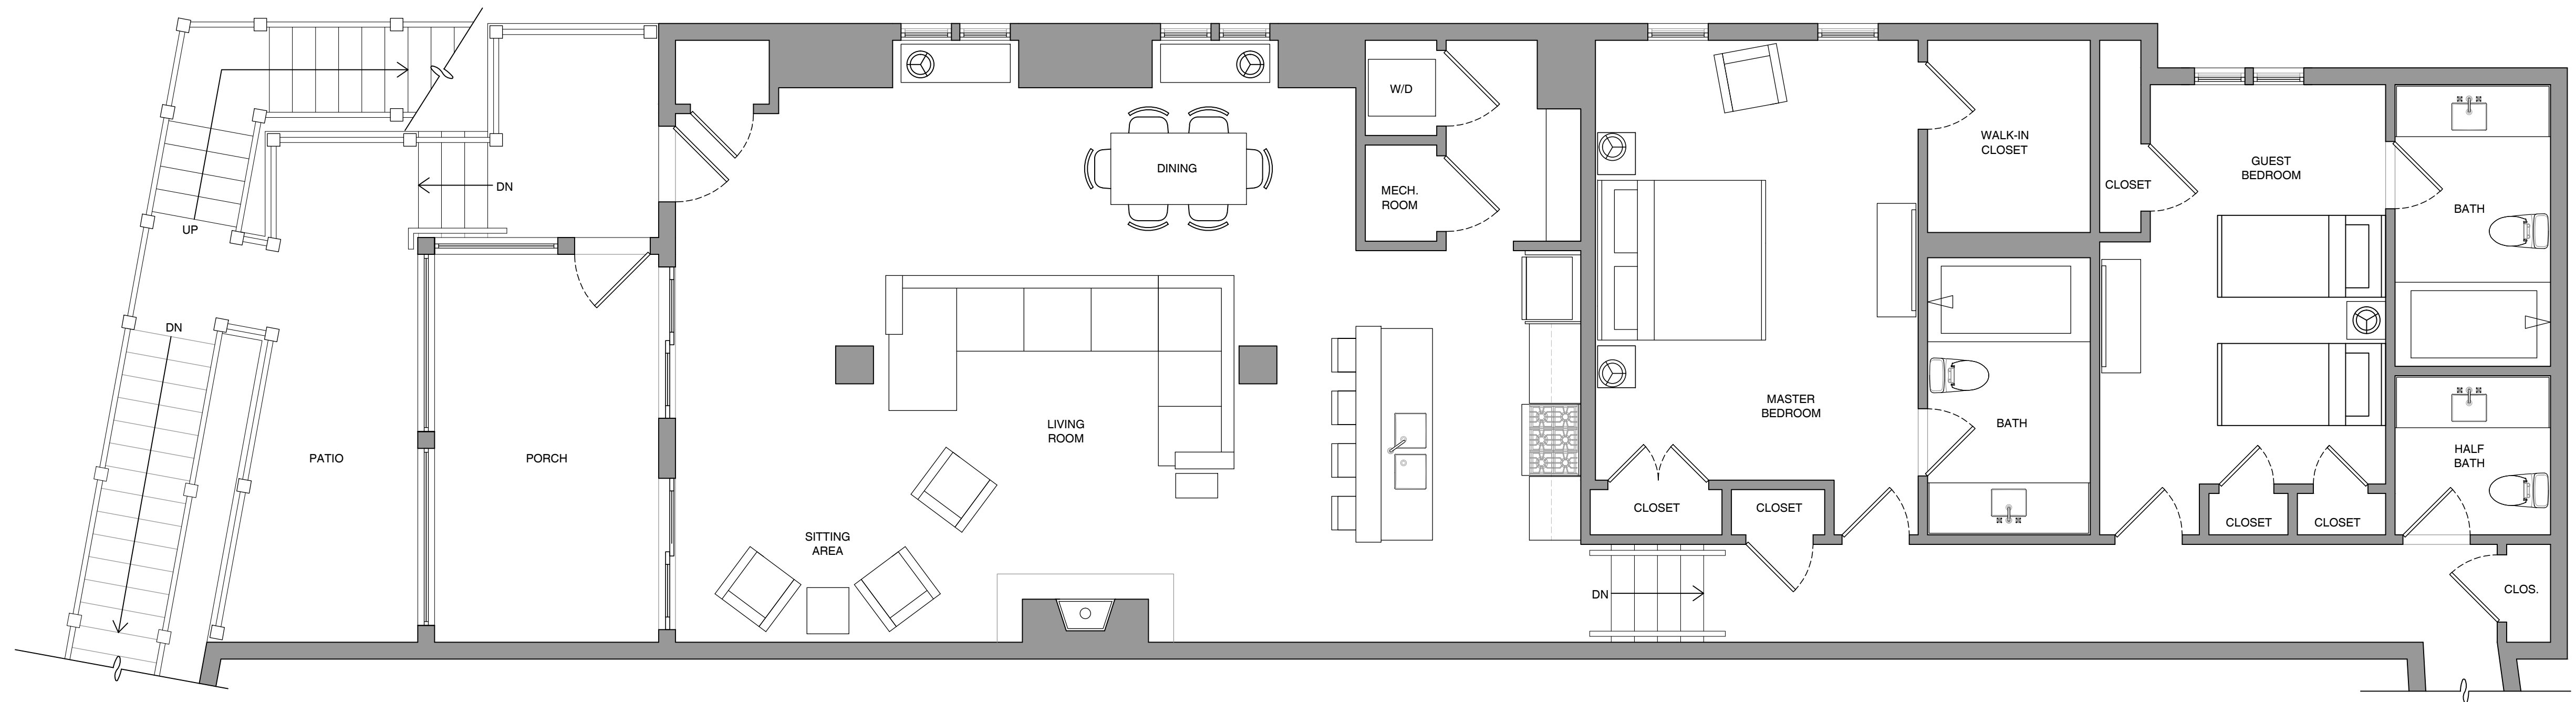 W/D
DINING
WALK-IN
CLOSET
GUEST
BEDROOM
DN
MECH.
ROOM
CLOSET
BATH
UP
DN
MASTER
BEDROOM
LIVING
ROOM
BATH
PATIO
PORCH
HALF
BATH
CLOSET
CLOSET
CLOSET
CLOSET
SITTING
AREA
DN
CLOS.